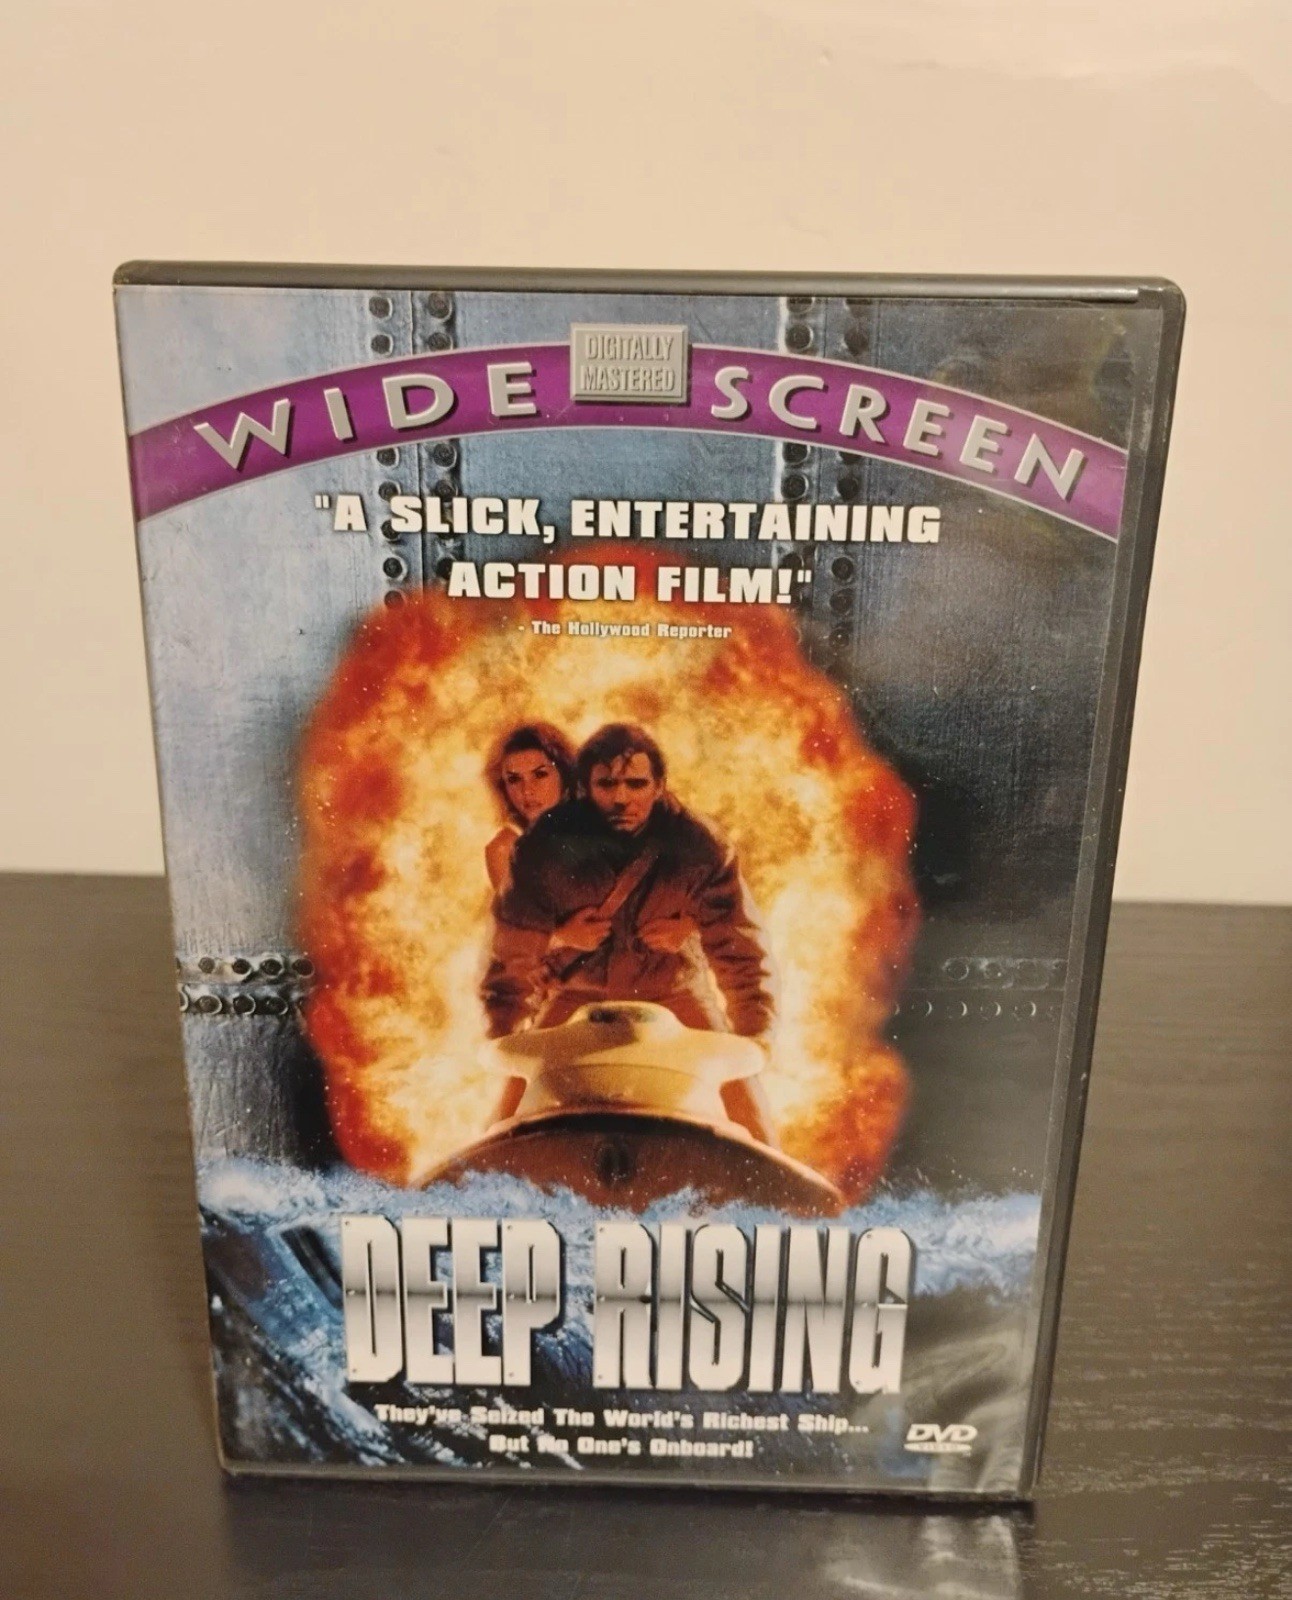 WIDE DIGITALLY MASTERED SCREEN
"A SLICK, ENTERTAINING
ACTION FILM!"
- The Hollywood Reporter
DEEP RISING
They've Seized The World's Richest Ship...
But No One's Onboard!
DVD
VIDEO